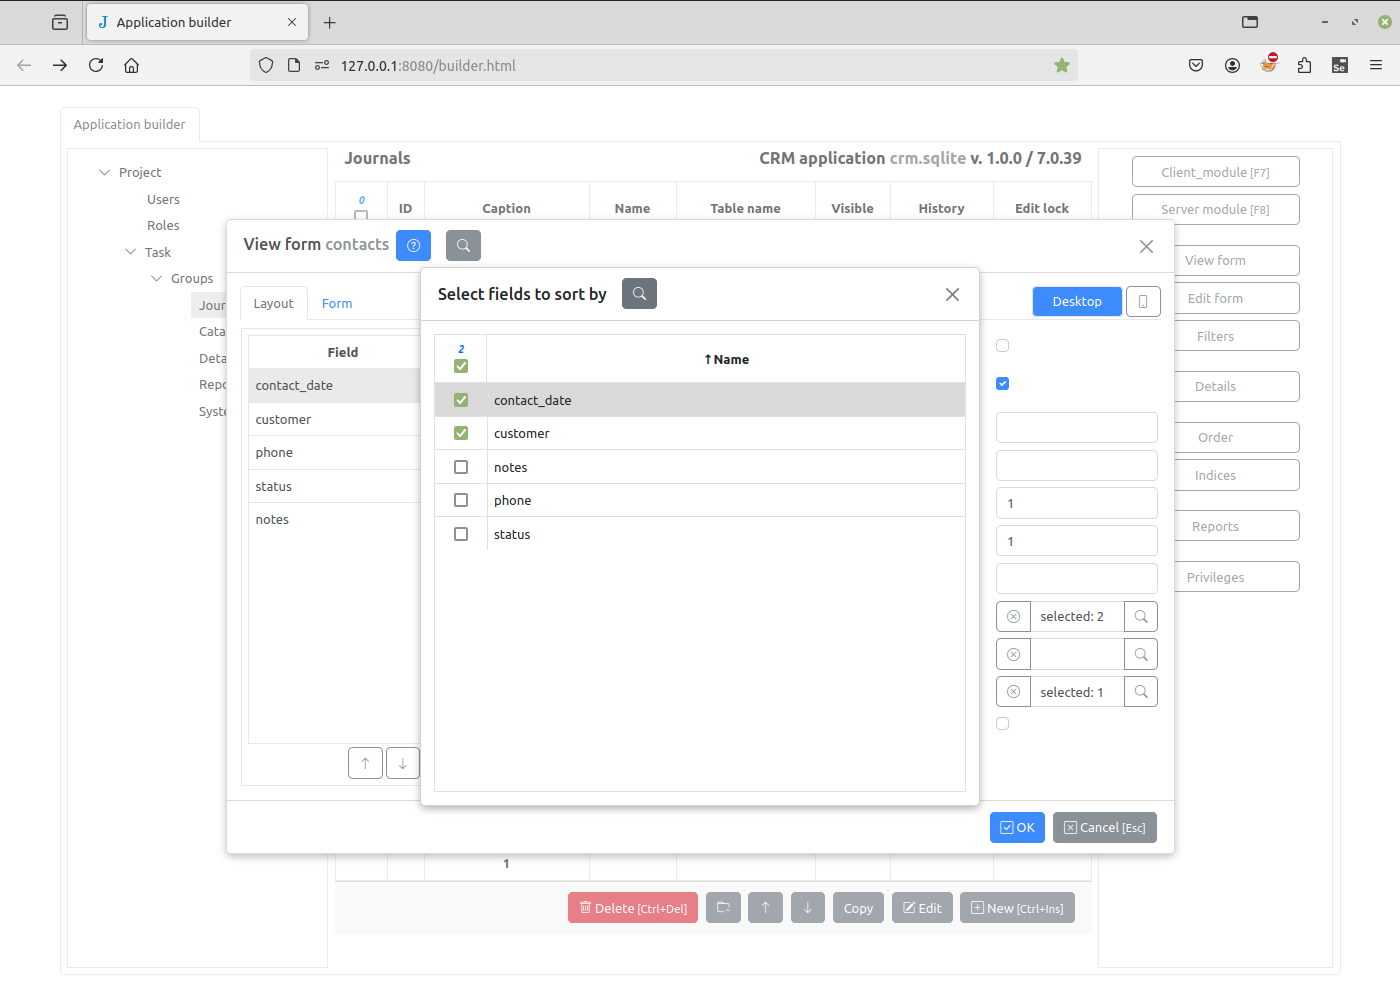 Application builder
127.0.0.1:8080/builder.html
Application builder
Project
Users
Roles
Task
Groups
Jour
Cata
Deta
Repo
Syste
Journals
CRM application crm.sqlite v. 1.0.0 / 7.0.39
0
ID
Caption
Name
Table name
Visible
History
Edit lock
Client_module [F7]
Server module [F8]
View form
Edit form
Filters
Details
Order
Indices
Reports
Privileges
View form contacts
Layout
Form
Desktop
Field
contact_date
customer
phone
status
notes
Select fields to sort by
2
↑Name
contact_date
customer
notes
phone
status
1
1
selected: 2
selected: 1
OK
Cancel [Esc]
1
Delete [Ctrl+Del]
Copy
Edit
New [Ctrl+Ins]